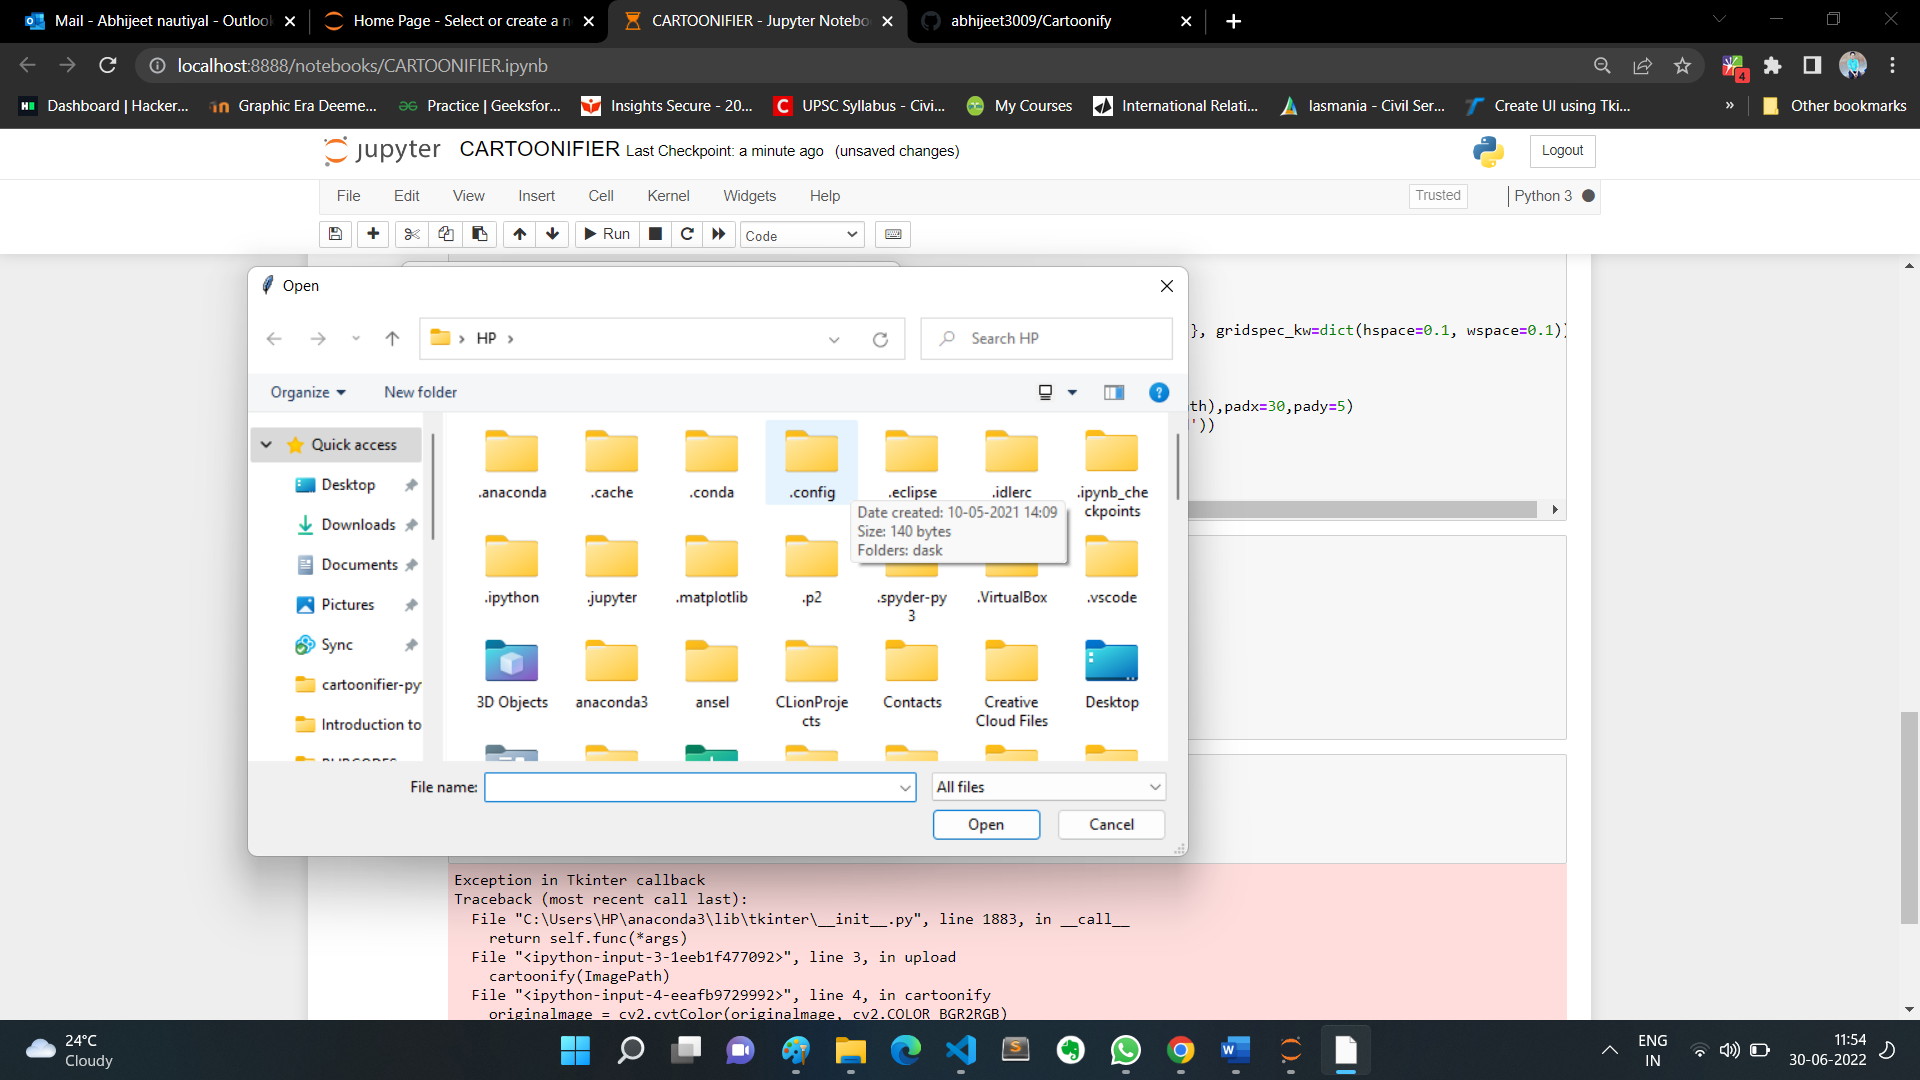 Mail - Abhijeet nautiyal - Outlook
Home Page - Select or create a n
CARTOONIFIER - Jupyter Notebo
abhijeet3009/Cartoonify
localhost:8888/notebooks/CARTOONIFIER.ipynb
4
Dashboard | Hacker...
Graphic Era Deeme...
Practice | Geeksfor...
Insights Secure - 20...
UPSC Syllabus - Civi...
My Courses
International Relati...
Iasmania - Civil Ser...
Create UI using Tki...
»
Other bookmarks
jupyter CARTOONIFIER Last Checkpoint: a minute ago (unsaved changes)
Logout
File Edit View Insert Cell Kernel Widgets Help
Trusted
Python 3
Run
Code
Open
HP
Search HP
}, gridspec_kw=dict(hspace=0.1, wspace=0.1))
Organize
New folder
th),padx=30,pady=5)
'))
Quick access
Desktop
Downloads
Documents
Pictures
Sync
cartoonifier-py
Introduction to
.anaconda
.cache
.conda
.config
.eclipse
.idlerc
.ipynb_che
ckpoints
Date created: 10-05-2021 14:09
Size: 140 bytes
Folders: dask
.ipython
.jupyter
.matplotlib
.p2
.spyder-py
3
.VirtualBox
.vscode
3D Objects
anaconda3
ansel
CLionProje
cts
Contacts
Creative
Cloud Files
Desktop
File name:
All files
Open
Cancel
Exception in Tkinter callback
Traceback (most recent call last):
File "C:\Users\HP\anaconda3\lib\tkinter\__init__.py", line 1883, in __call__
return self.func(*args)
File "<ipython-input-3-1eeb1f477092>", line 3, in upload
cartoonify(ImagePath)
File "<ipython-input-4-eeafb9729992>", line 4, in cartoonify
originalmage = cv2.cvtColor(originalmage, cv2.COLOR_BGR2RGB)
24°C
Cloudy
ENG
IN
11:54
30-06-2022